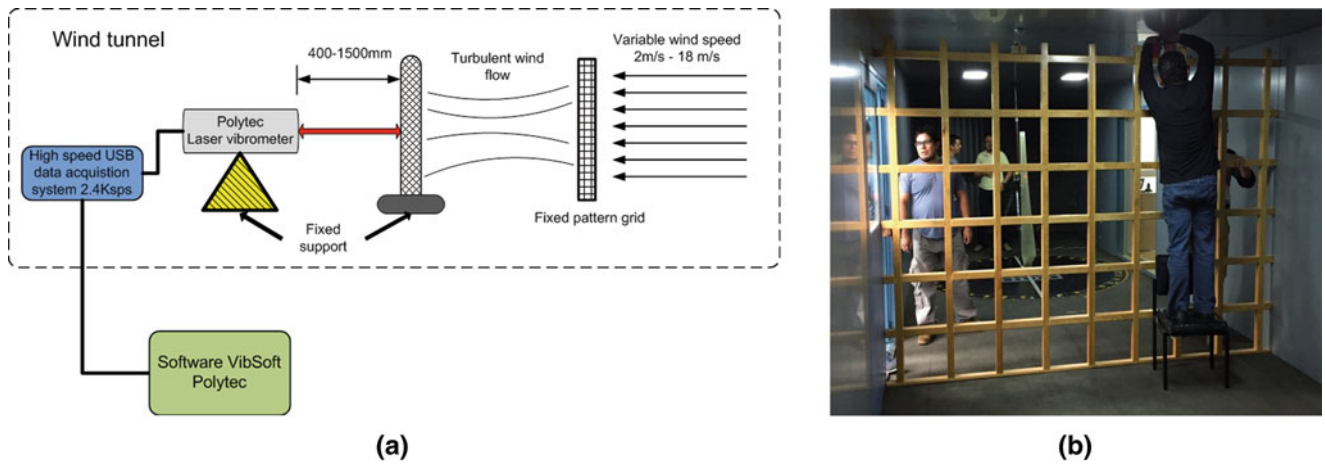 Wind tunnel
400-1500mm
Turbulent wind
flow
Variable wind speed
2m/s - 18 m/s
Polytec
Laser vibrometer
High speed USB
data acquistion
system 2.4Ksps
Fixed
support
Fixed pattern grid
Software VibSoft
Polytec
(a)
(b)